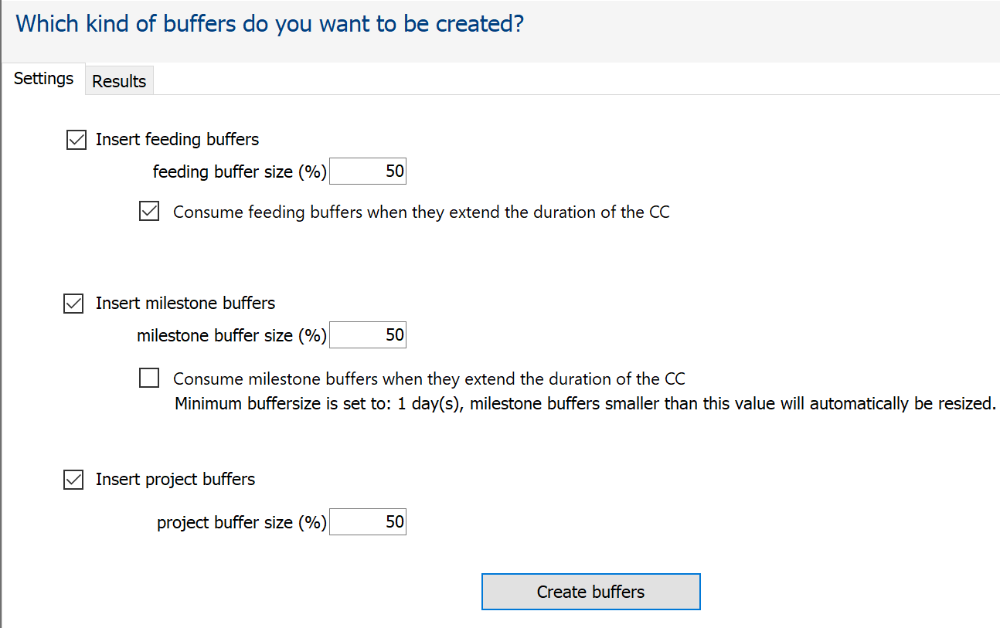 Which kind of buffers do you want to be created?
Settings
Results
Insert feeding buffers
feeding buffer size (%) 50
Consume feeding buffers when they extend the duration of the CC
Insert milestone buffers
milestone buffer size (%) 50
Consume milestone buffers when they extend the duration of the CC
Minimum buffersize is set to: 1 day(s), milestone buffers smaller than this value will automatically be resized.
Insert project buffers
project buffer size (%) 50
Create buffers